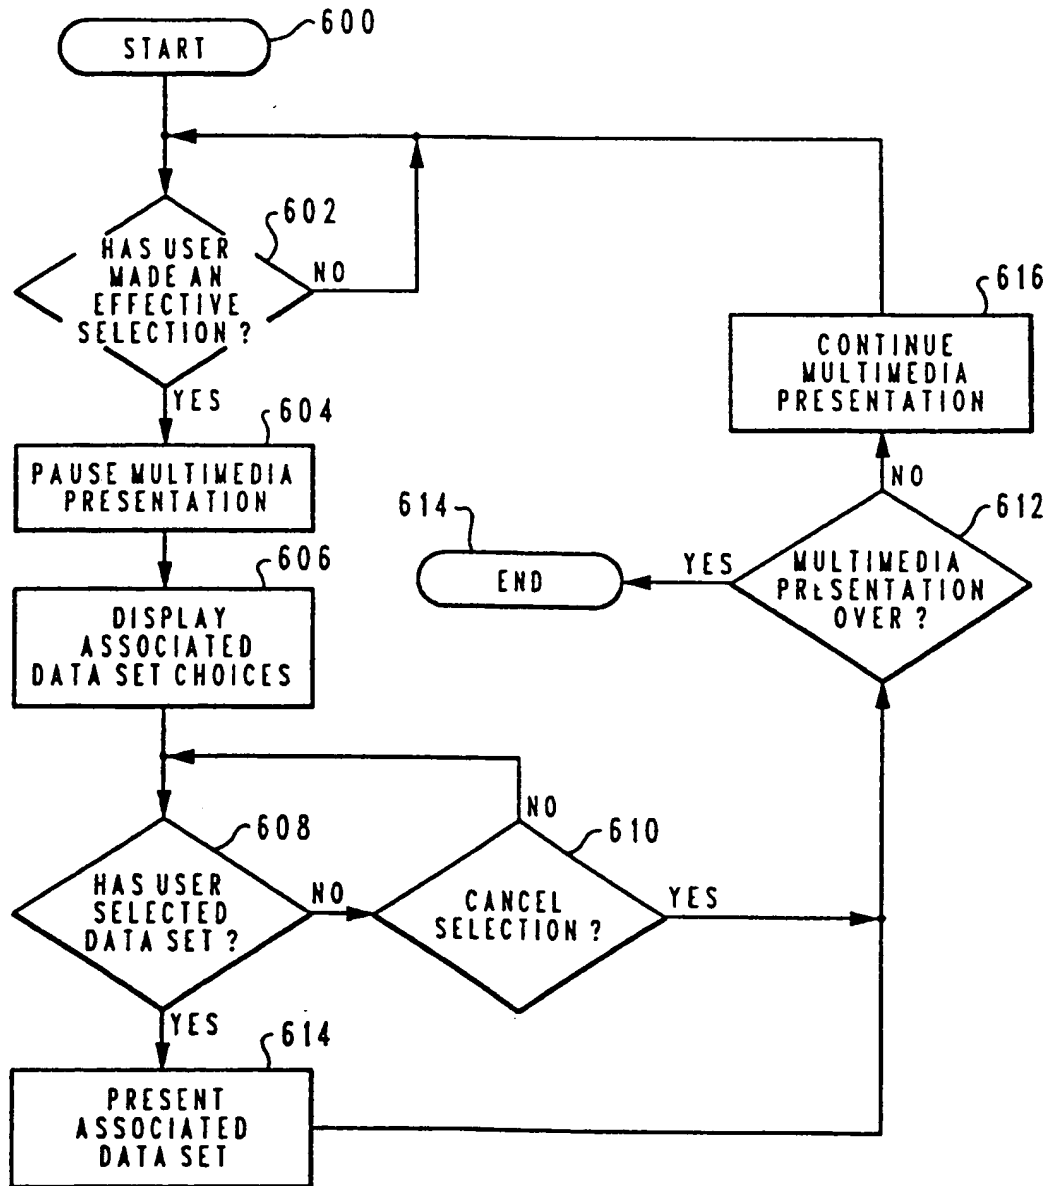 600
START
602
HAS USER
MADE AN
EFFECTIVE
SELECTION ?
NO
YES
604
PAUSE MULTIMEDIA
PRESENTATION
606
DISPLAY
ASSOCIATED
DATA SET CHOICES
608
HAS USER
SELECTED
DATA SET ?
NO
YES
610
CANCEL
SELECTION ?
NO
YES
614
PRESENT
ASSOCIATED
DATA SET
616
CONTINUE
MULTIMEDIA
PRESENTATION
NO
612
MULTIMEDIA
PRESENTATION
OVER ?
YES
614
END